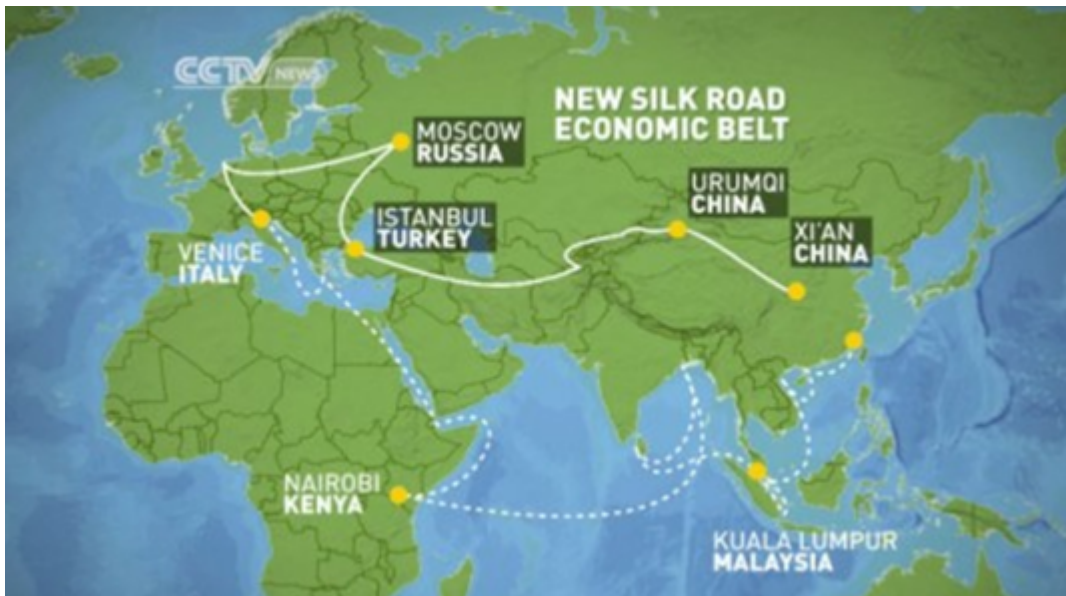 CCTV NEWS
NEW SILK ROAD
ECONOMIC BELT
MOSCOW
RUSSIA
URUMQI
CHINA
XI'AN
CHINA
ISTANBUL
TURKEY
VENICE
ITALY
NAIROBI
KENYA
KUALA LUMPUR
MALAYSIA